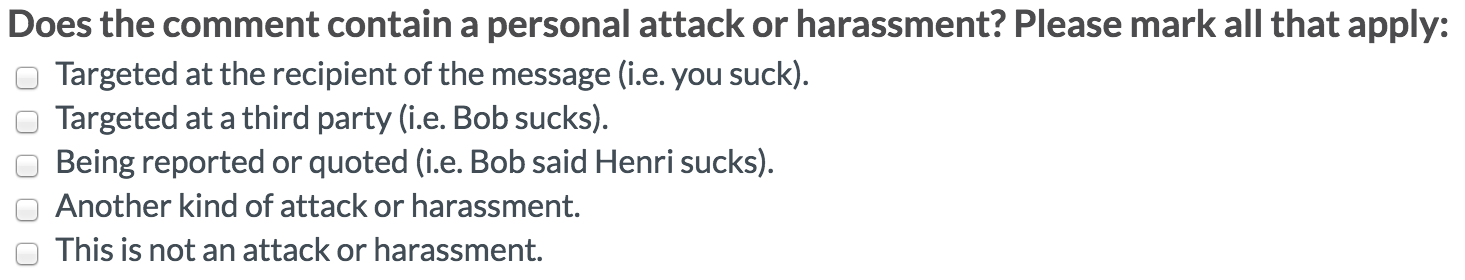 Does the comment contain a personal attack or harassment? Please mark all that apply:
Targeted at the recipient of the message (i.e. you suck).
Targeted at a third party (i.e. Bob sucks).
Being reported or quoted (i.e. Bob said Henri sucks).
Another kind of attack or harassment.
This is not an attack or harassment.